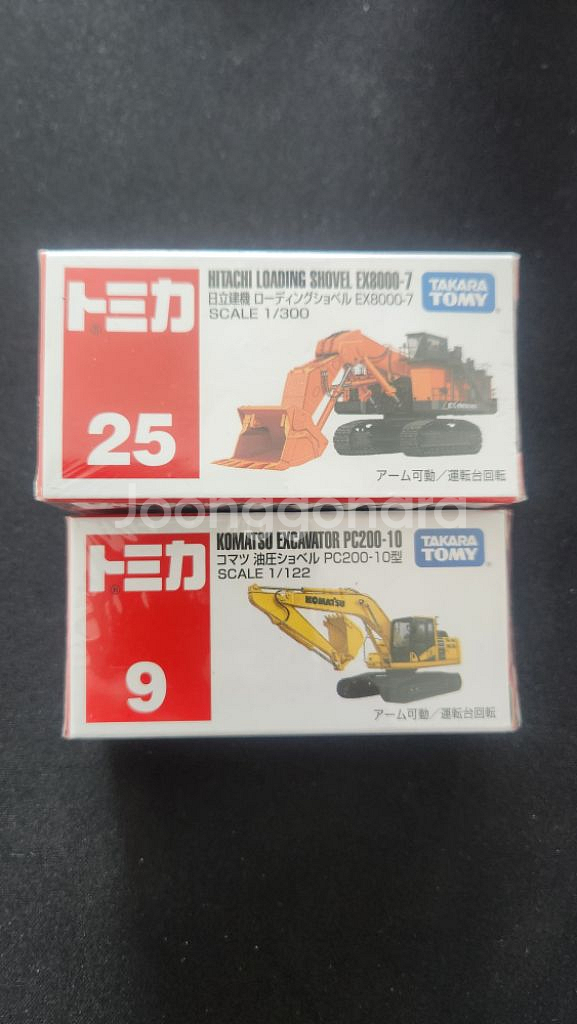 トミカ
®
25
HITACHI LOADING SHOVEL EX8000-7
日立建機 ローディングショベル EX8000-7
SCALE 1/300
TAKARA
TOMY
アーム可動／運転台回転
Joonggonara
トミカ
®
9
KOMATSU EXCAVATOR PC200-10
コマツ 油圧ショベル PC200-10型
SCALE 1/122
TAKARA
TOMY
KOMATSU
アーム可動／運転台回転